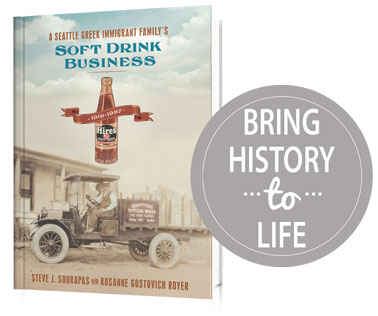 A SEATTLE GREEK IMMIGRANT FAMILY'S
SOFT DRINK
BUSINESS
1919-1997
Hires
STEVE J. SOURAPAS with ROSANNE GOSTOVICH ROYER
BRING
HISTORY
to
LIFE